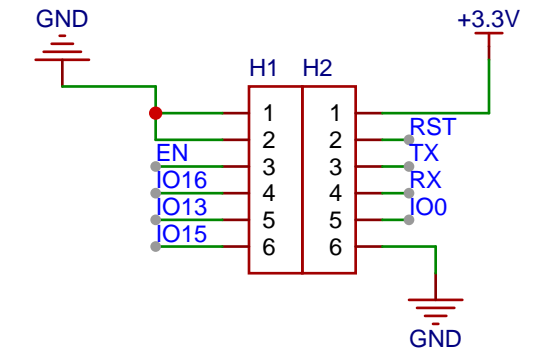 GND
+3.3V
H1 H2
1 1
2 2 RST
EN 3 3 TX
IO16 4 4 RX
IO13 5 5 IO0
IO15 6 6
GND